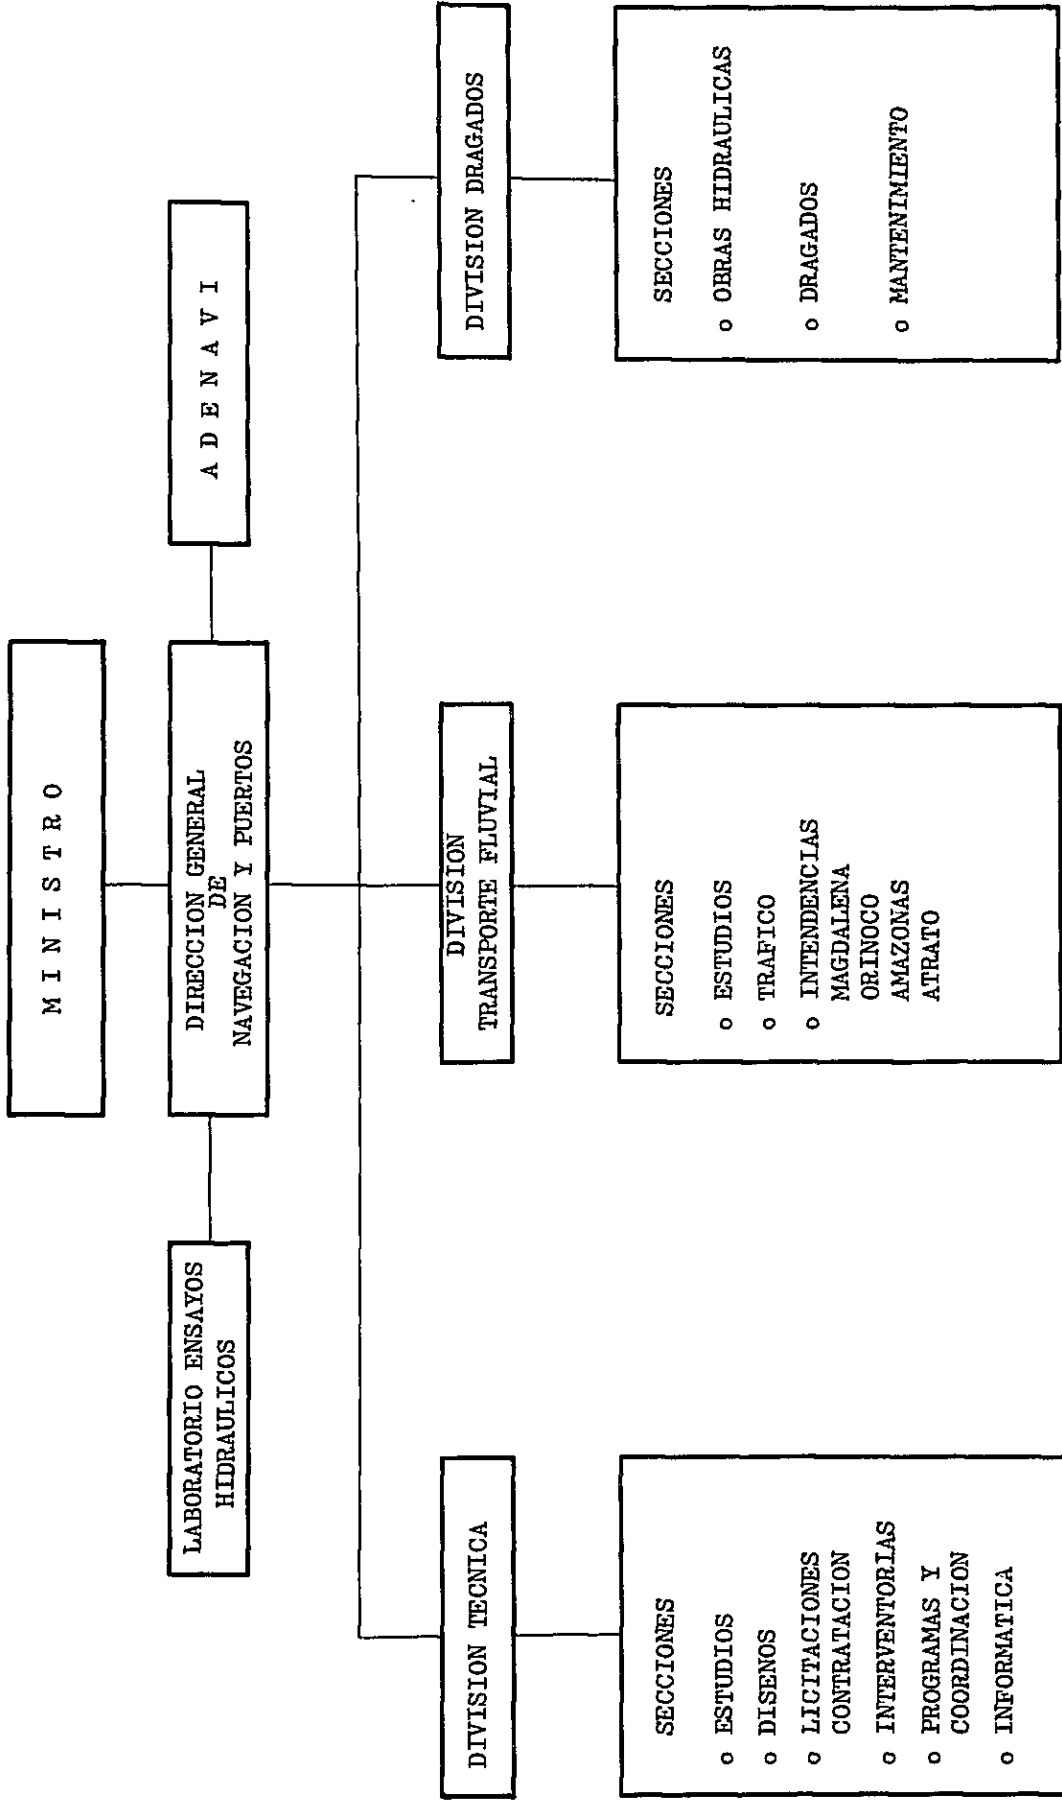 M I N I S T R O
LABORATORIO ENSAYOS
HIDRAULICOS
DIRECCION GENERAL
DE
NAVEGACION Y PUERTOS
A D E N A V I
DIVISION TECNICA
DIVISION
TRANSPORTE FLUVIAL
DIVISION DRAGADOS
SECCIONES
o ESTUDIOS
o DISENOS
o LICITACIONES
CONTRATACION
o INTERVENTORIAS
o PROGRAMAS Y
COORDINACION
o INFORMATICA
SECCIONES
o ESTUDIOS
o TRAFICO
o INTENDENCIAS
MAGDALENA
ORINOCO
AMAZONAS
ATRATO
SECCIONES
o OBRAS HIDRAULICAS
o DRAGADOS
o MANTENIMIENTO